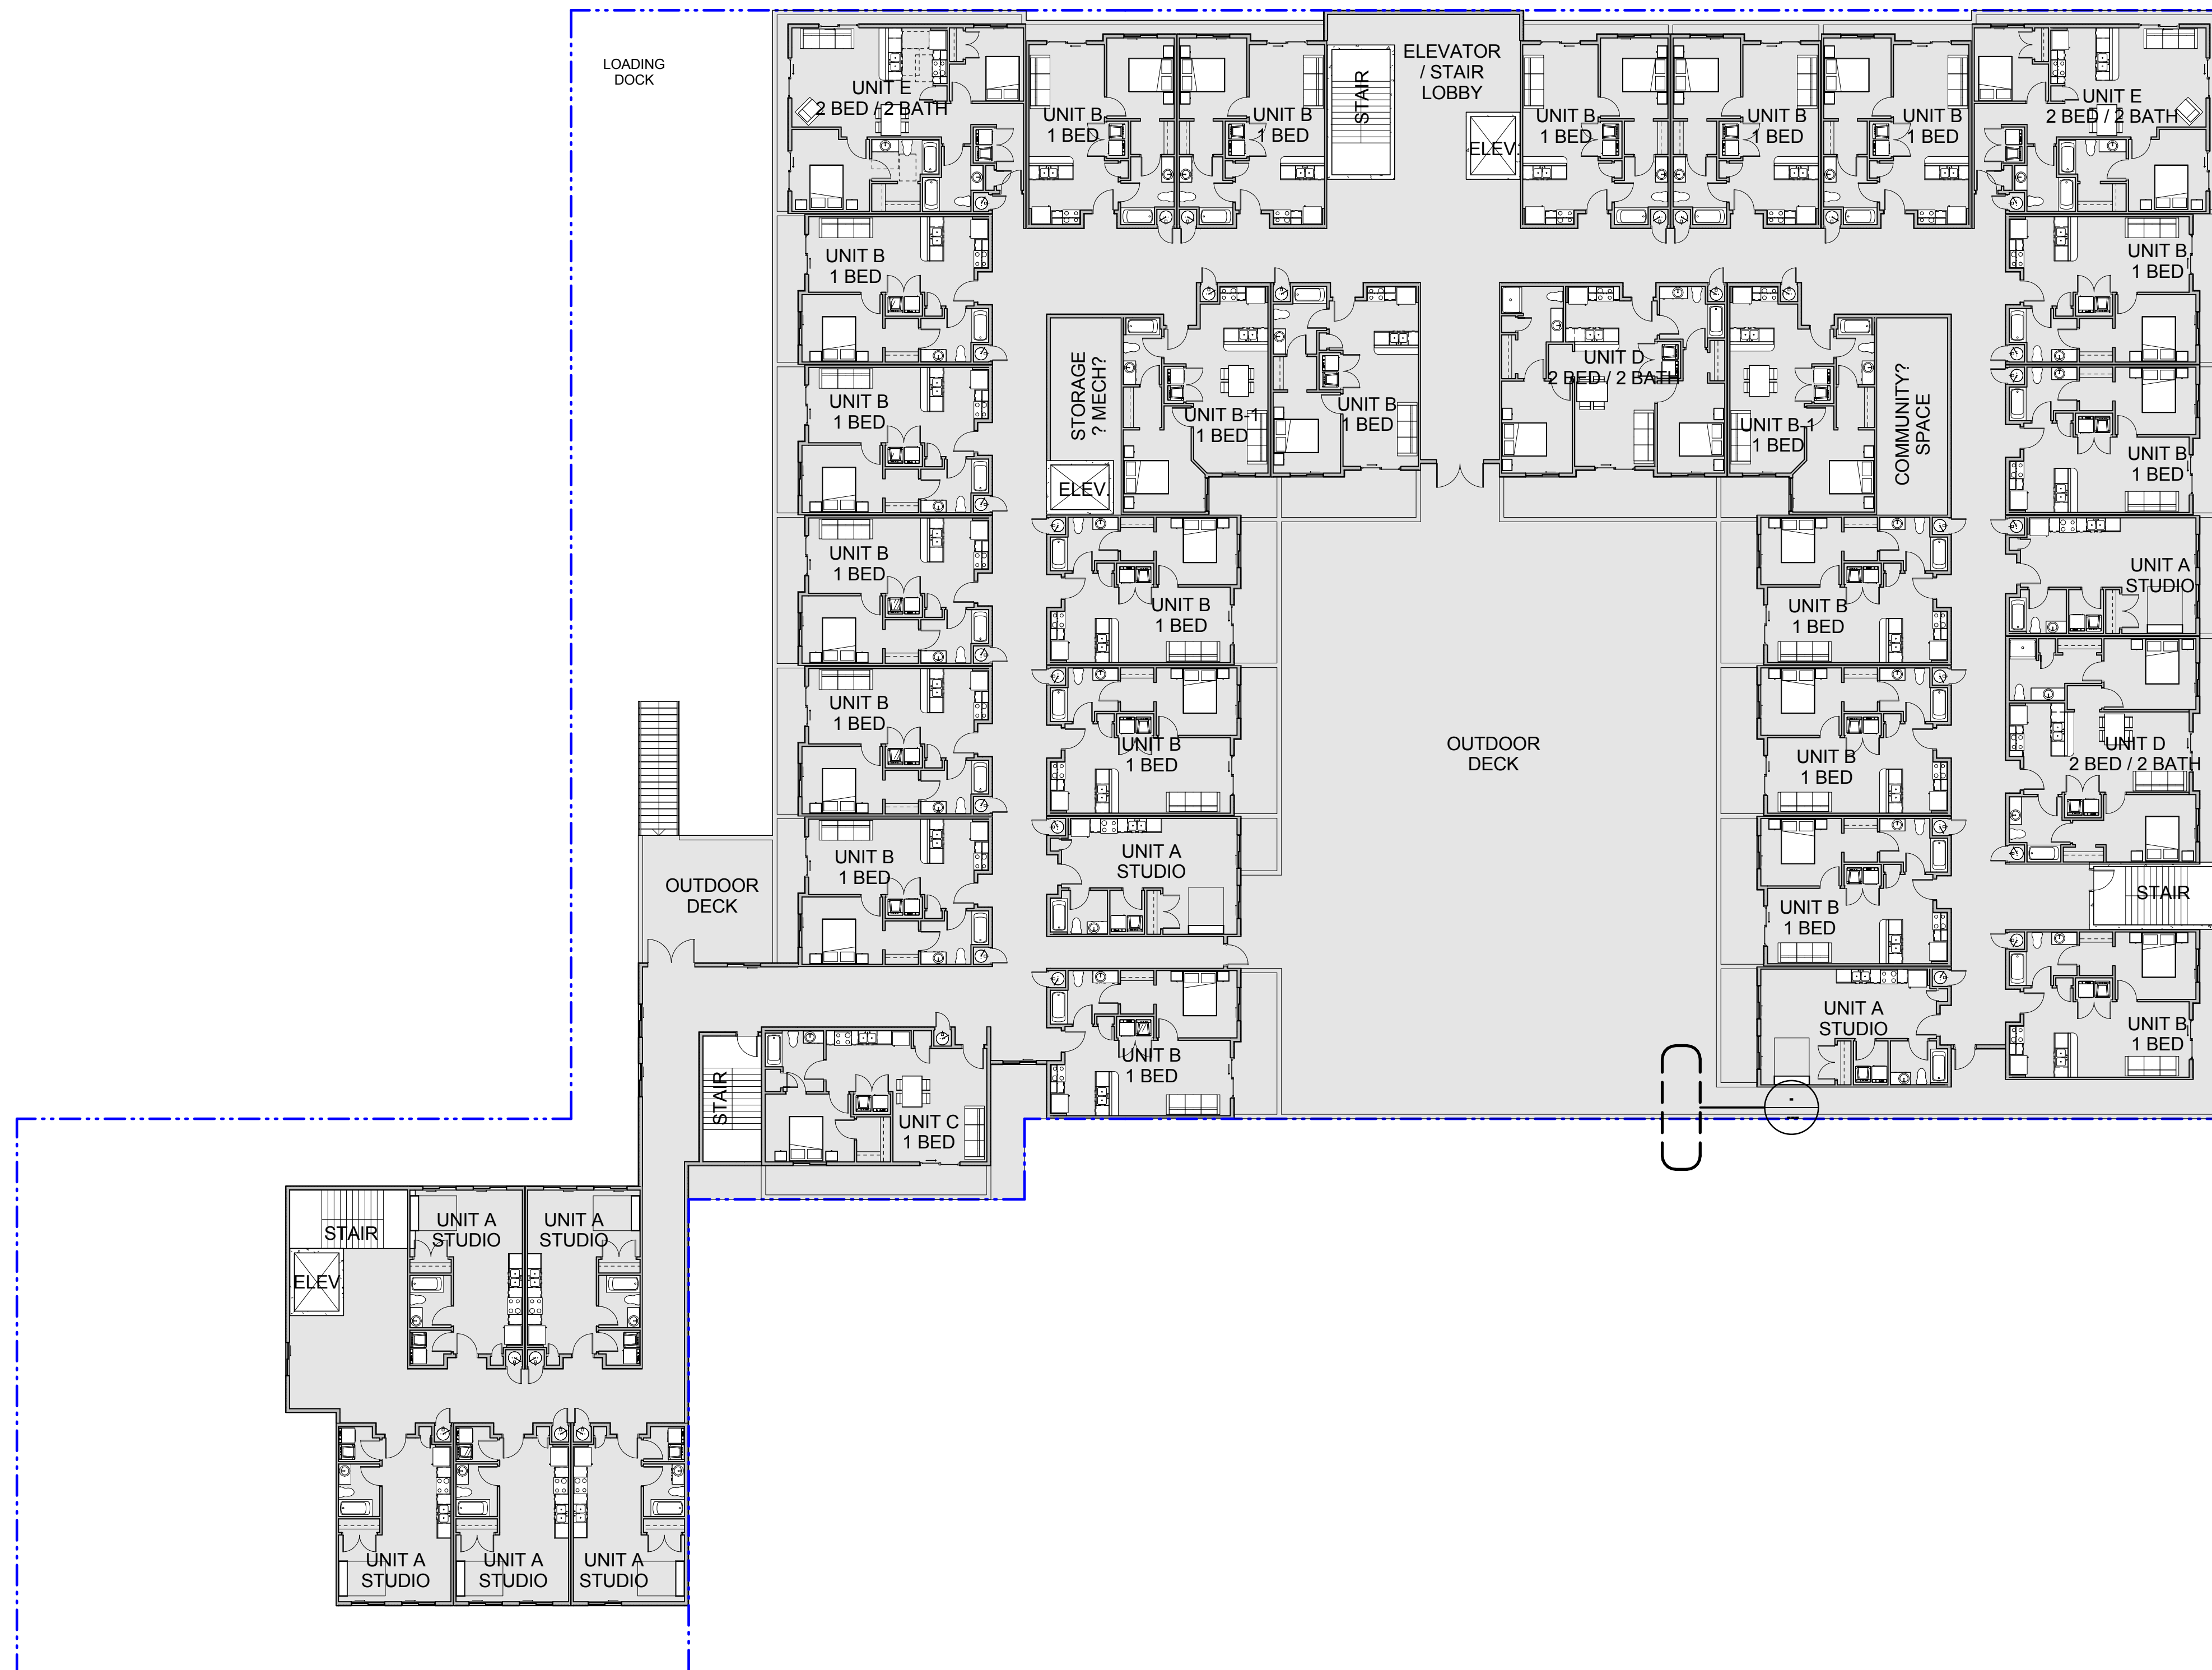 LOADING
DOCK
UNIT E
2 BED / 2 BATH
UNIT B
1 BED
UNIT B
1 BED
STAIR
ELEVATOR
/ STAIR
LOBBY
ELEV.
UNIT B
1 BED
UNIT B
1 BED
UNIT B
1 BED
UNIT E
2 BED / 2 BATH
UNIT B
1 BED
UNIT B
1 BED
STORAGE
? MECH?
ELEV.
UNIT B-1
1 BED
UNIT B
1 BED
UNIT D
2 BED / 2 BATH
UNIT B-1
1 BED
COMMUNITY?
SPACE
UNIT B
1 BED
UNIT B
1 BED
UNIT B
1 BED
UNIT B
1 BED
UNIT B
1 BED
UNIT A
STUDIO
UNIT B
1 BED
UNIT B
1 BED
OUTDOOR
DECK
UNIT B
1 BED
UNIT D
2 BED / 2 BATH
OUTDOOR
DECK
UNIT B
1 BED
UNIT A
STUDIO
UNIT B
1 BED
STAIR
UNIT A
STUDIO
UNIT B
1 BED
STAIR
UNIT C
1 BED
UNIT B
1 BED
STAIR
ELEV.
UNIT A
STUDIO
UNIT A
STUDIO
UNIT A
STUDIO
UNIT A
STUDIO
UNIT A
STUDIO